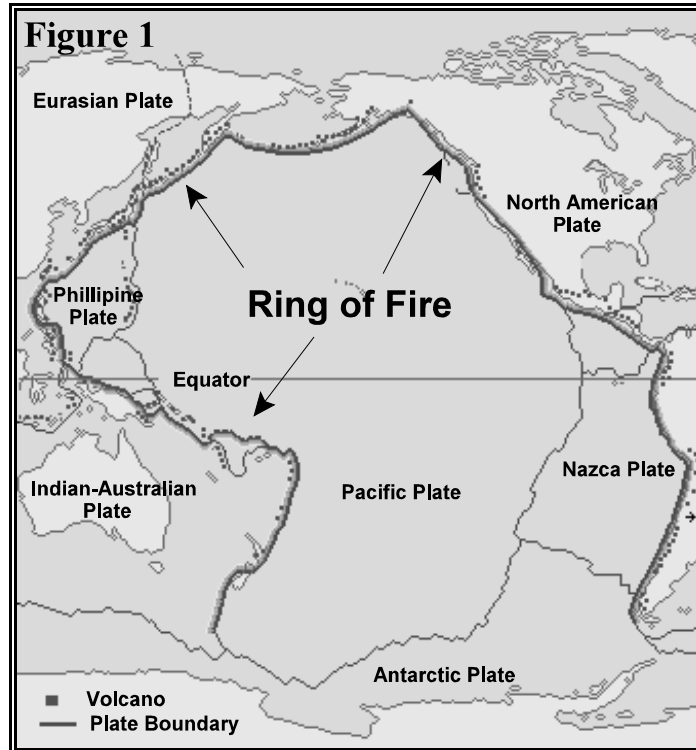 Figure 1
Eurasian Plate
North American
Plate
Phillipine
Plate
Ring of Fire
Equator
Indian-Australian
Plate
Pacific Plate
Nazca Plate
Antarctic Plate
Volcano
Plate Boundary